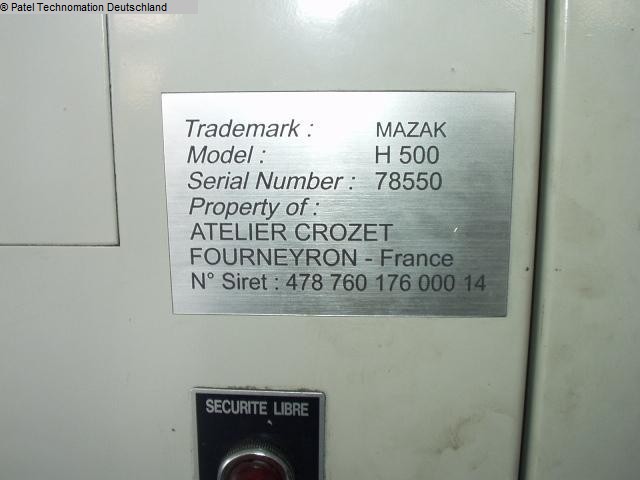 © Patel Technomation Deutschland
Trademark : MAZAK
Model : H 500
Serial Number : 78550
Property of :
ATELIER CROZET
FOURNEYRON - France
N° Siret : 478 760 176 000 14
SECURITE LIBRE